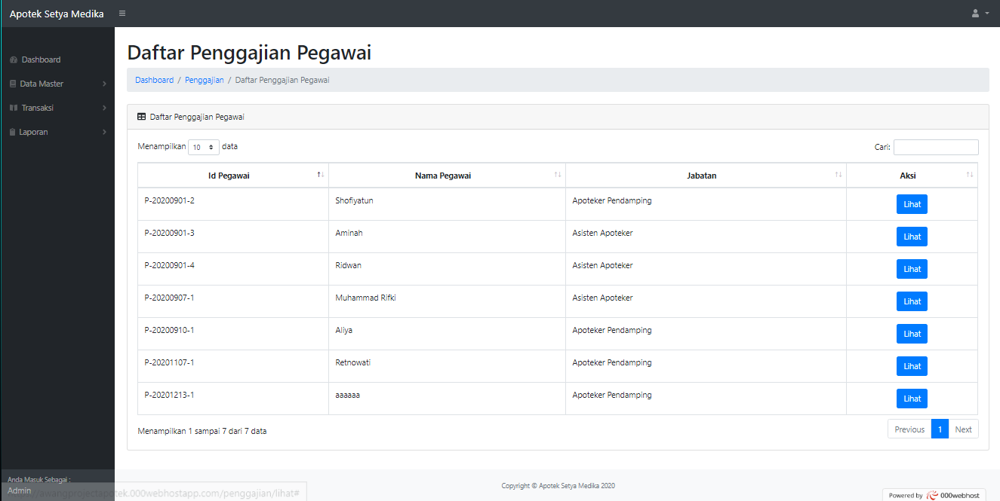 Apotek Setya Medika
Dashboard
Data Master
Transaksi
Laporan
Anda Masuk Sebagai :
Admin
Daftar Penggajian Pegawai
Dashboard / Penggajian / Daftar Penggajian Pegawai
Daftar Penggajian Pegawai
Menampilkan 10 data Cari:
Id Pegawai Nama Pegawai Jabatan Aksi
P-20200901-2 Shofiyatun Apoteker Pendamping Lihat
P-20200901-3 Aminah Asisten Apoteker Lihat
P-20200901-4 Ridwan Asisten Apoteker Lihat
P-20200907-1 Muhammad Rifki Asisten Apoteker Lihat
P-20200910-1 Aliya Apoteker Pendamping Lihat
P-20201107-1 Retnowati Apoteker Pendamping Lihat
P-20201213-1 aaaaaa Apoteker Pendamping Lihat
Menampilkan 1 sampai 7 dari 7 data Previous 1 Next
Copyright © Apotek Setya Medika 2020
https://awangprojectapotek.000webhostapp.com/penggajian/lihat#
Powered by 000webhost